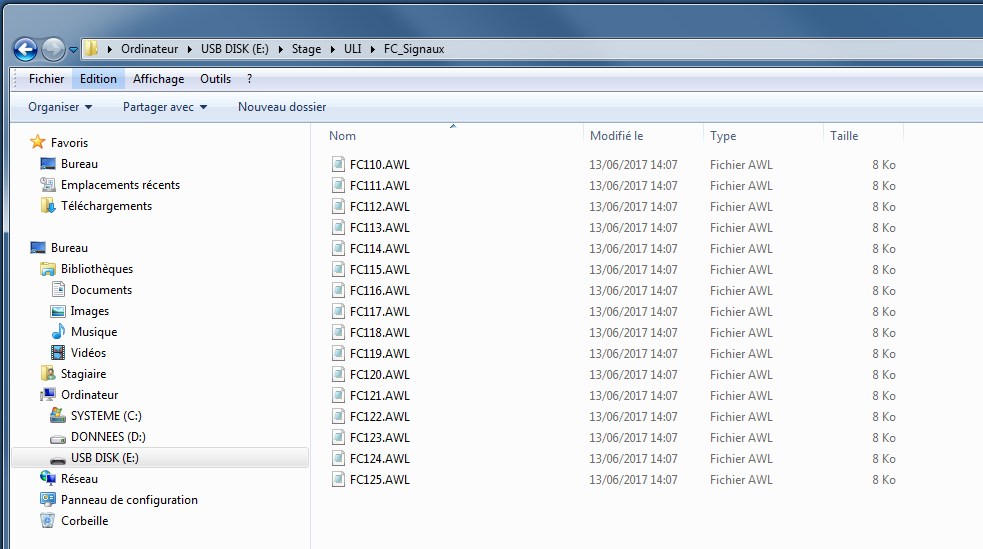 Ordinateur USB DISK (E:) Stage ULI FC_Signaux
Fichier Edition Affichage Outils ?
Organiser Partager avec Nouveau dossier
Favoris
Bureau
Emplacements récents
Téléchargements
Bureau
Bibliothèques
Documents
Images
Musique
Vidéos
Stagiaire
Ordinateur
SYSTEME (C:)
DONNEES (D:)
USB DISK (E:)
Réseau
Panneau de configuration
Corbeille
Nom Modifié le Type Taille
FC110.AWL 13/06/2017 14:07 Fichier AWL 8 Ko
FC111.AWL 13/06/2017 14:07 Fichier AWL 8 Ko
FC112.AWL 13/06/2017 14:07 Fichier AWL 8 Ko
FC113.AWL 13/06/2017 14:07 Fichier AWL 8 Ko
FC114.AWL 13/06/2017 14:07 Fichier AWL 8 Ko
FC115.AWL 13/06/2017 14:07 Fichier AWL 8 Ko
FC116.AWL 13/06/2017 14:07 Fichier AWL 8 Ko
FC117.AWL 13/06/2017 14:07 Fichier AWL 8 Ko
FC118.AWL 13/06/2017 14:07 Fichier AWL 8 Ko
FC119.AWL 13/06/2017 14:07 Fichier AWL 8 Ko
FC120.AWL 13/06/2017 14:07 Fichier AWL 8 Ko
FC121.AWL 13/06/2017 14:07 Fichier AWL 8 Ko
FC122.AWL 13/06/2017 14:07 Fichier AWL 8 Ko
FC123.AWL 13/06/2017 14:07 Fichier AWL 8 Ko
FC124.AWL 13/06/2017 14:07 Fichier AWL 8 Ko
FC125.AWL 13/06/2017 14:07 Fichier AWL 8 Ko